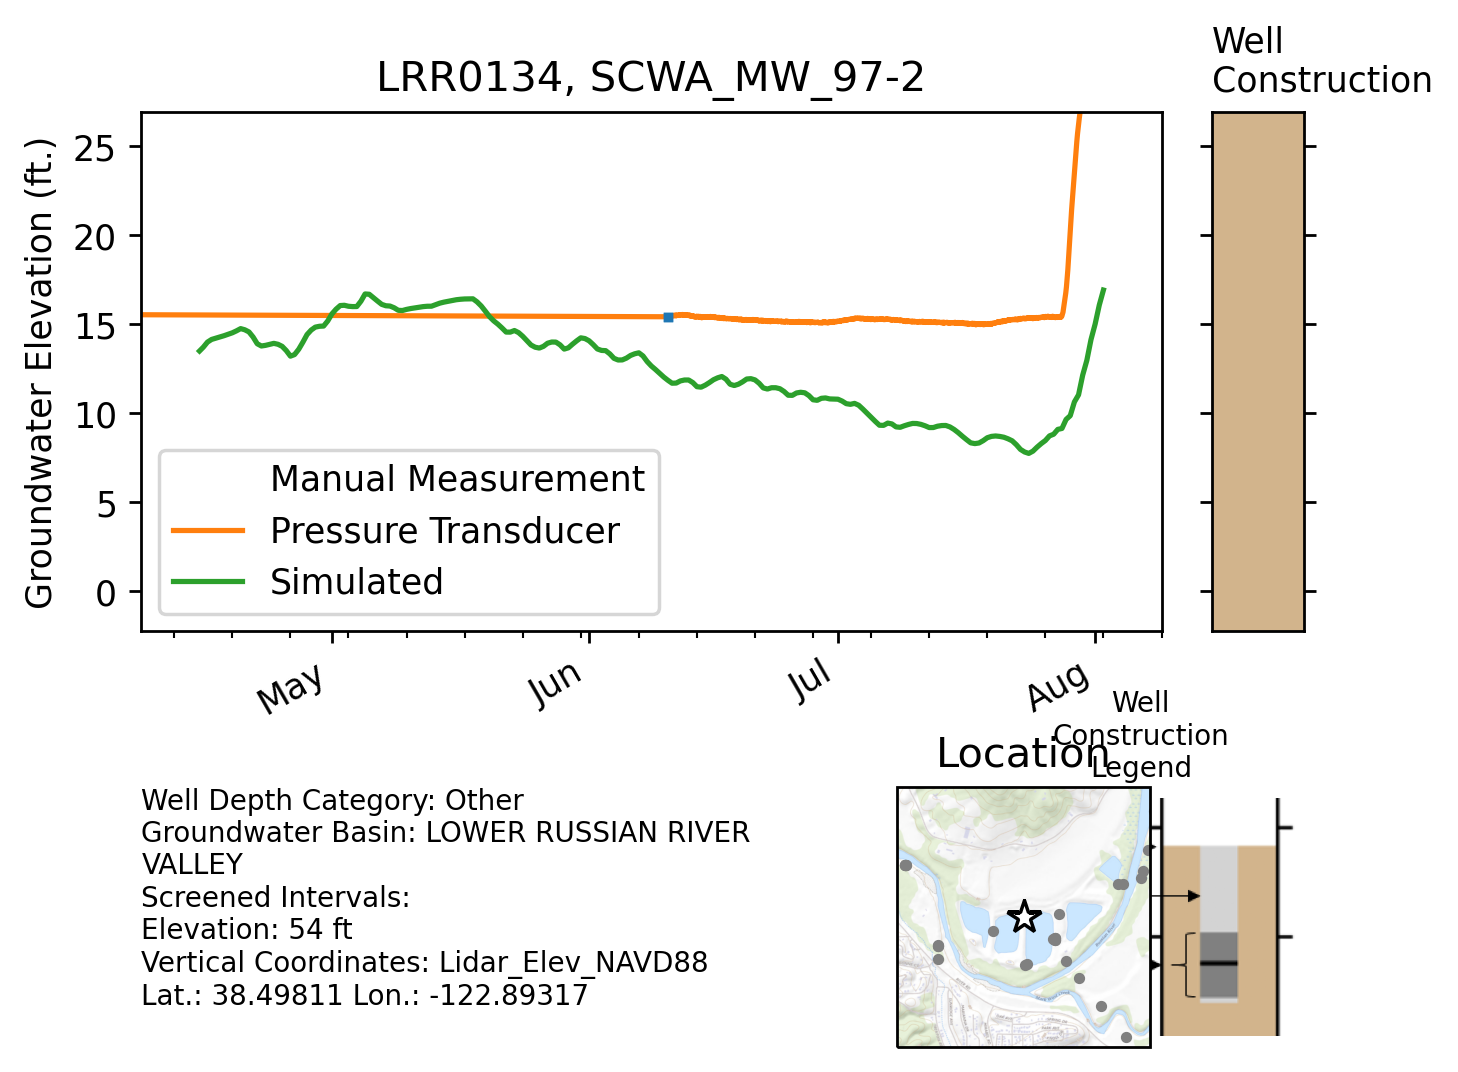 Well
Construction
LRR0134, SCWA_MW_97-2
Groundwater Elevation (ft.)
25
20
15
10
5
0
Manual Measurement
Pressure Transducer
Simulated
May
Jun
Jul
Aug
Well
Construction
Legend
Location
Well Depth Category: Other
Groundwater Basin: LOWER RUSSIAN RIVER
VALLEY
Screened Intervals:
Elevation: 54 ft
Vertical Coordinates: Lidar_Elev_NAVD88
Lat.: 38.49811 Lon.: -122.89317